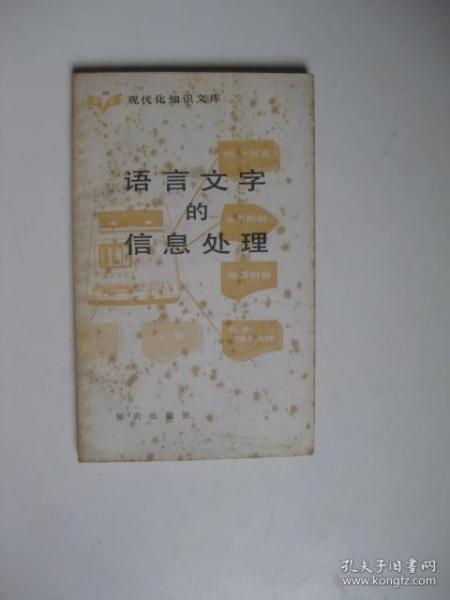 现代化知识文库
语言文字
的
信息处理
知识出版社
孔夫子旧书网
www.kongfz.com